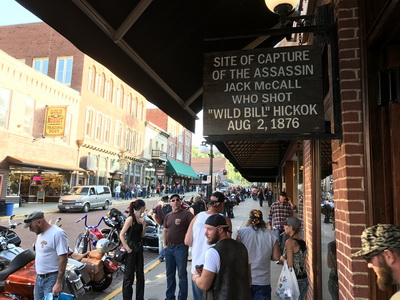 SITE OF CAPTURE
OF THE ASSASSIN
JACK McCALL
WHO SHOT
"WILD BILL" HICKOK
AUG 2, 1876